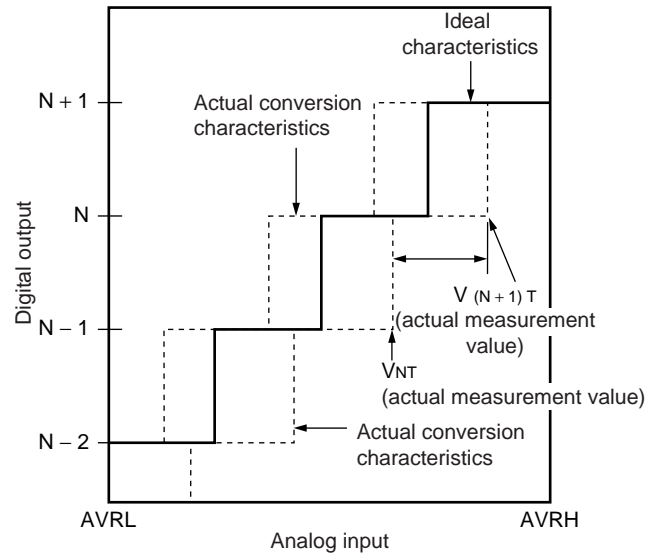 Ideal
characteristics
N + 1
Actual conversion
characteristics
N
Digital output
V (N + 1) T
(actual measurement
value)
N − 1
VNT
(actual measurement value)
N − 2
Actual conversion
characteristics
AVRL
AVRH
Analog input